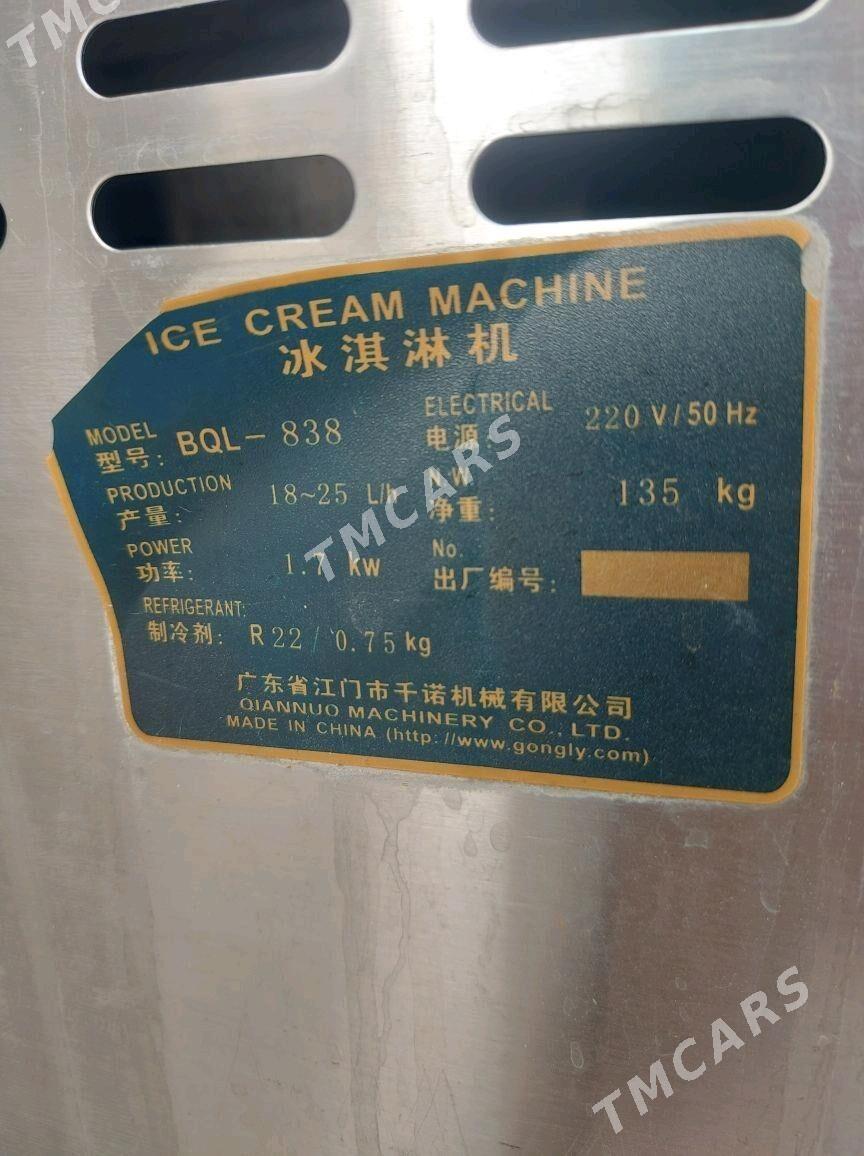 TMCARS
ICE CREAM MACHINE
冰淇淋机
MODEL
型号: BQL- 838
ELECTRICAL
电源: 220 V/50 Hz
PRODUCTION
产量: 18~25 L/h
N.W
净重: 135 kg
POWER
功率: 1.7 KW
No.
出厂编号:
REFRIGERANT:
制冷剂: R22/0.75kg
广东省江门市千诺机械有限公司
QIANNUO MACHINERY CO., LTD.
MADE IN CHINA (http://www.gongly.com)
TMCARS
TMCARS